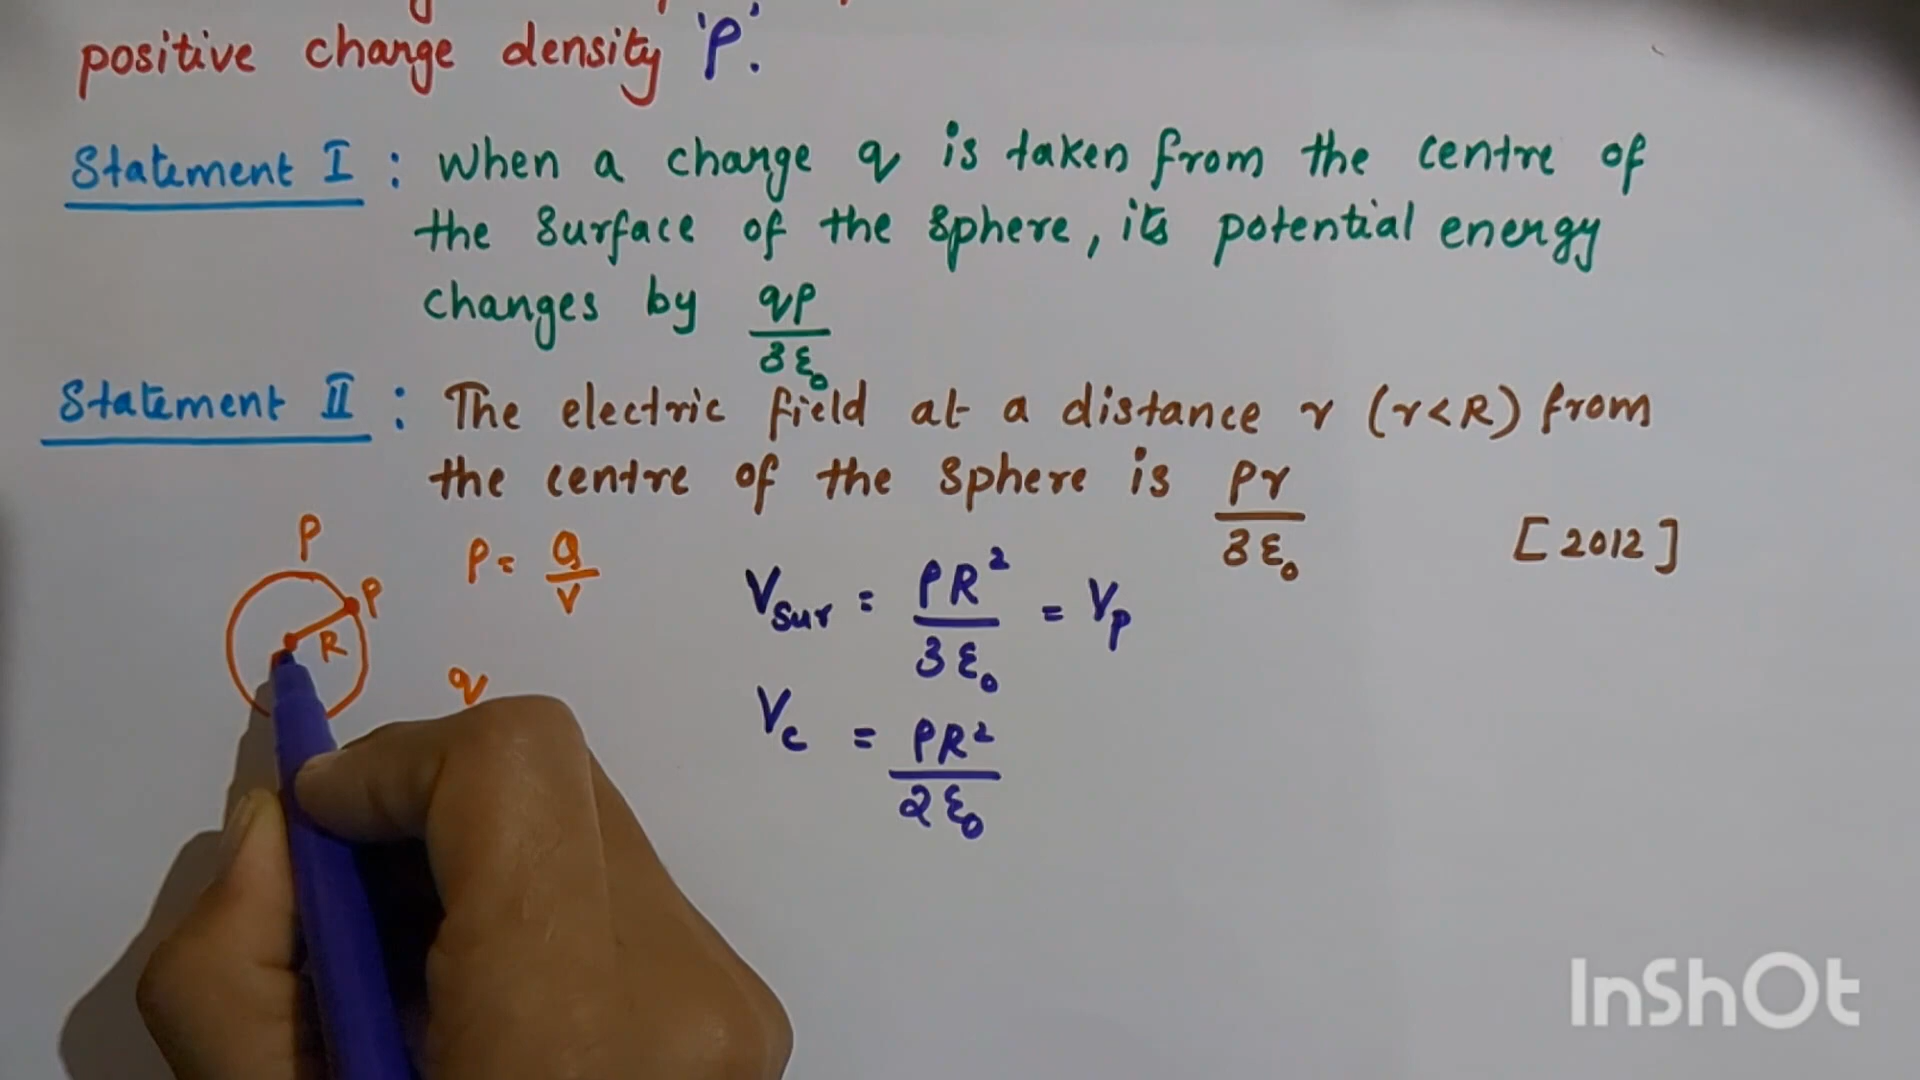 positive charge density 'ρ'.
Statement I : When a charge q is taken from the centre of
the surface of the sphere, its potential energy
changes by qρ/3ε₀
Statement II : The electric field at a distance r (r<R) from
the centre of the sphere is ρr/3ε₀
[2012]
ρ
P
R
ρ = Q/V
q
V_sur = ρR²/3ε₀ = V_p
V_c = ρR²/2ε₀
InShOt